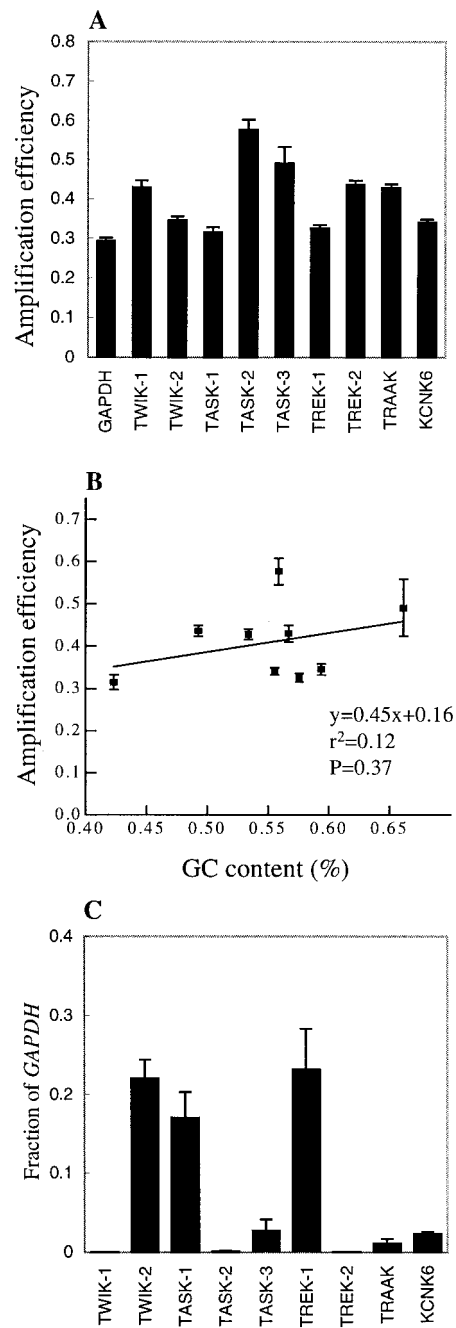 A
Amplification efficiency
0.8
0.7
0.6
0.5
0.4
0.3
0.2
0.1
0
GAPDH
TWIK-1
TWIK-2
TASK-1
TASK-2
TASK-3
TREK-1
TREK-2
TRAAK
KCNK6
B
Amplification efficiency
0.7
0.6
0.5
0.4
0.3
0.2
0.1
0.0
0.40
0.45
0.50
0.55
0.60
0.65
y=0.45x+0.16
r²=0.12
P=0.37
GC content (%)
C
Fraction of GAPDH
0.4
0.3
0.2
0.1
0
TWIK-1
TWIK-2
TASK-1
TASK-2
TASK-3
TREK-1
TREK-2
TRAAK
KCNK6